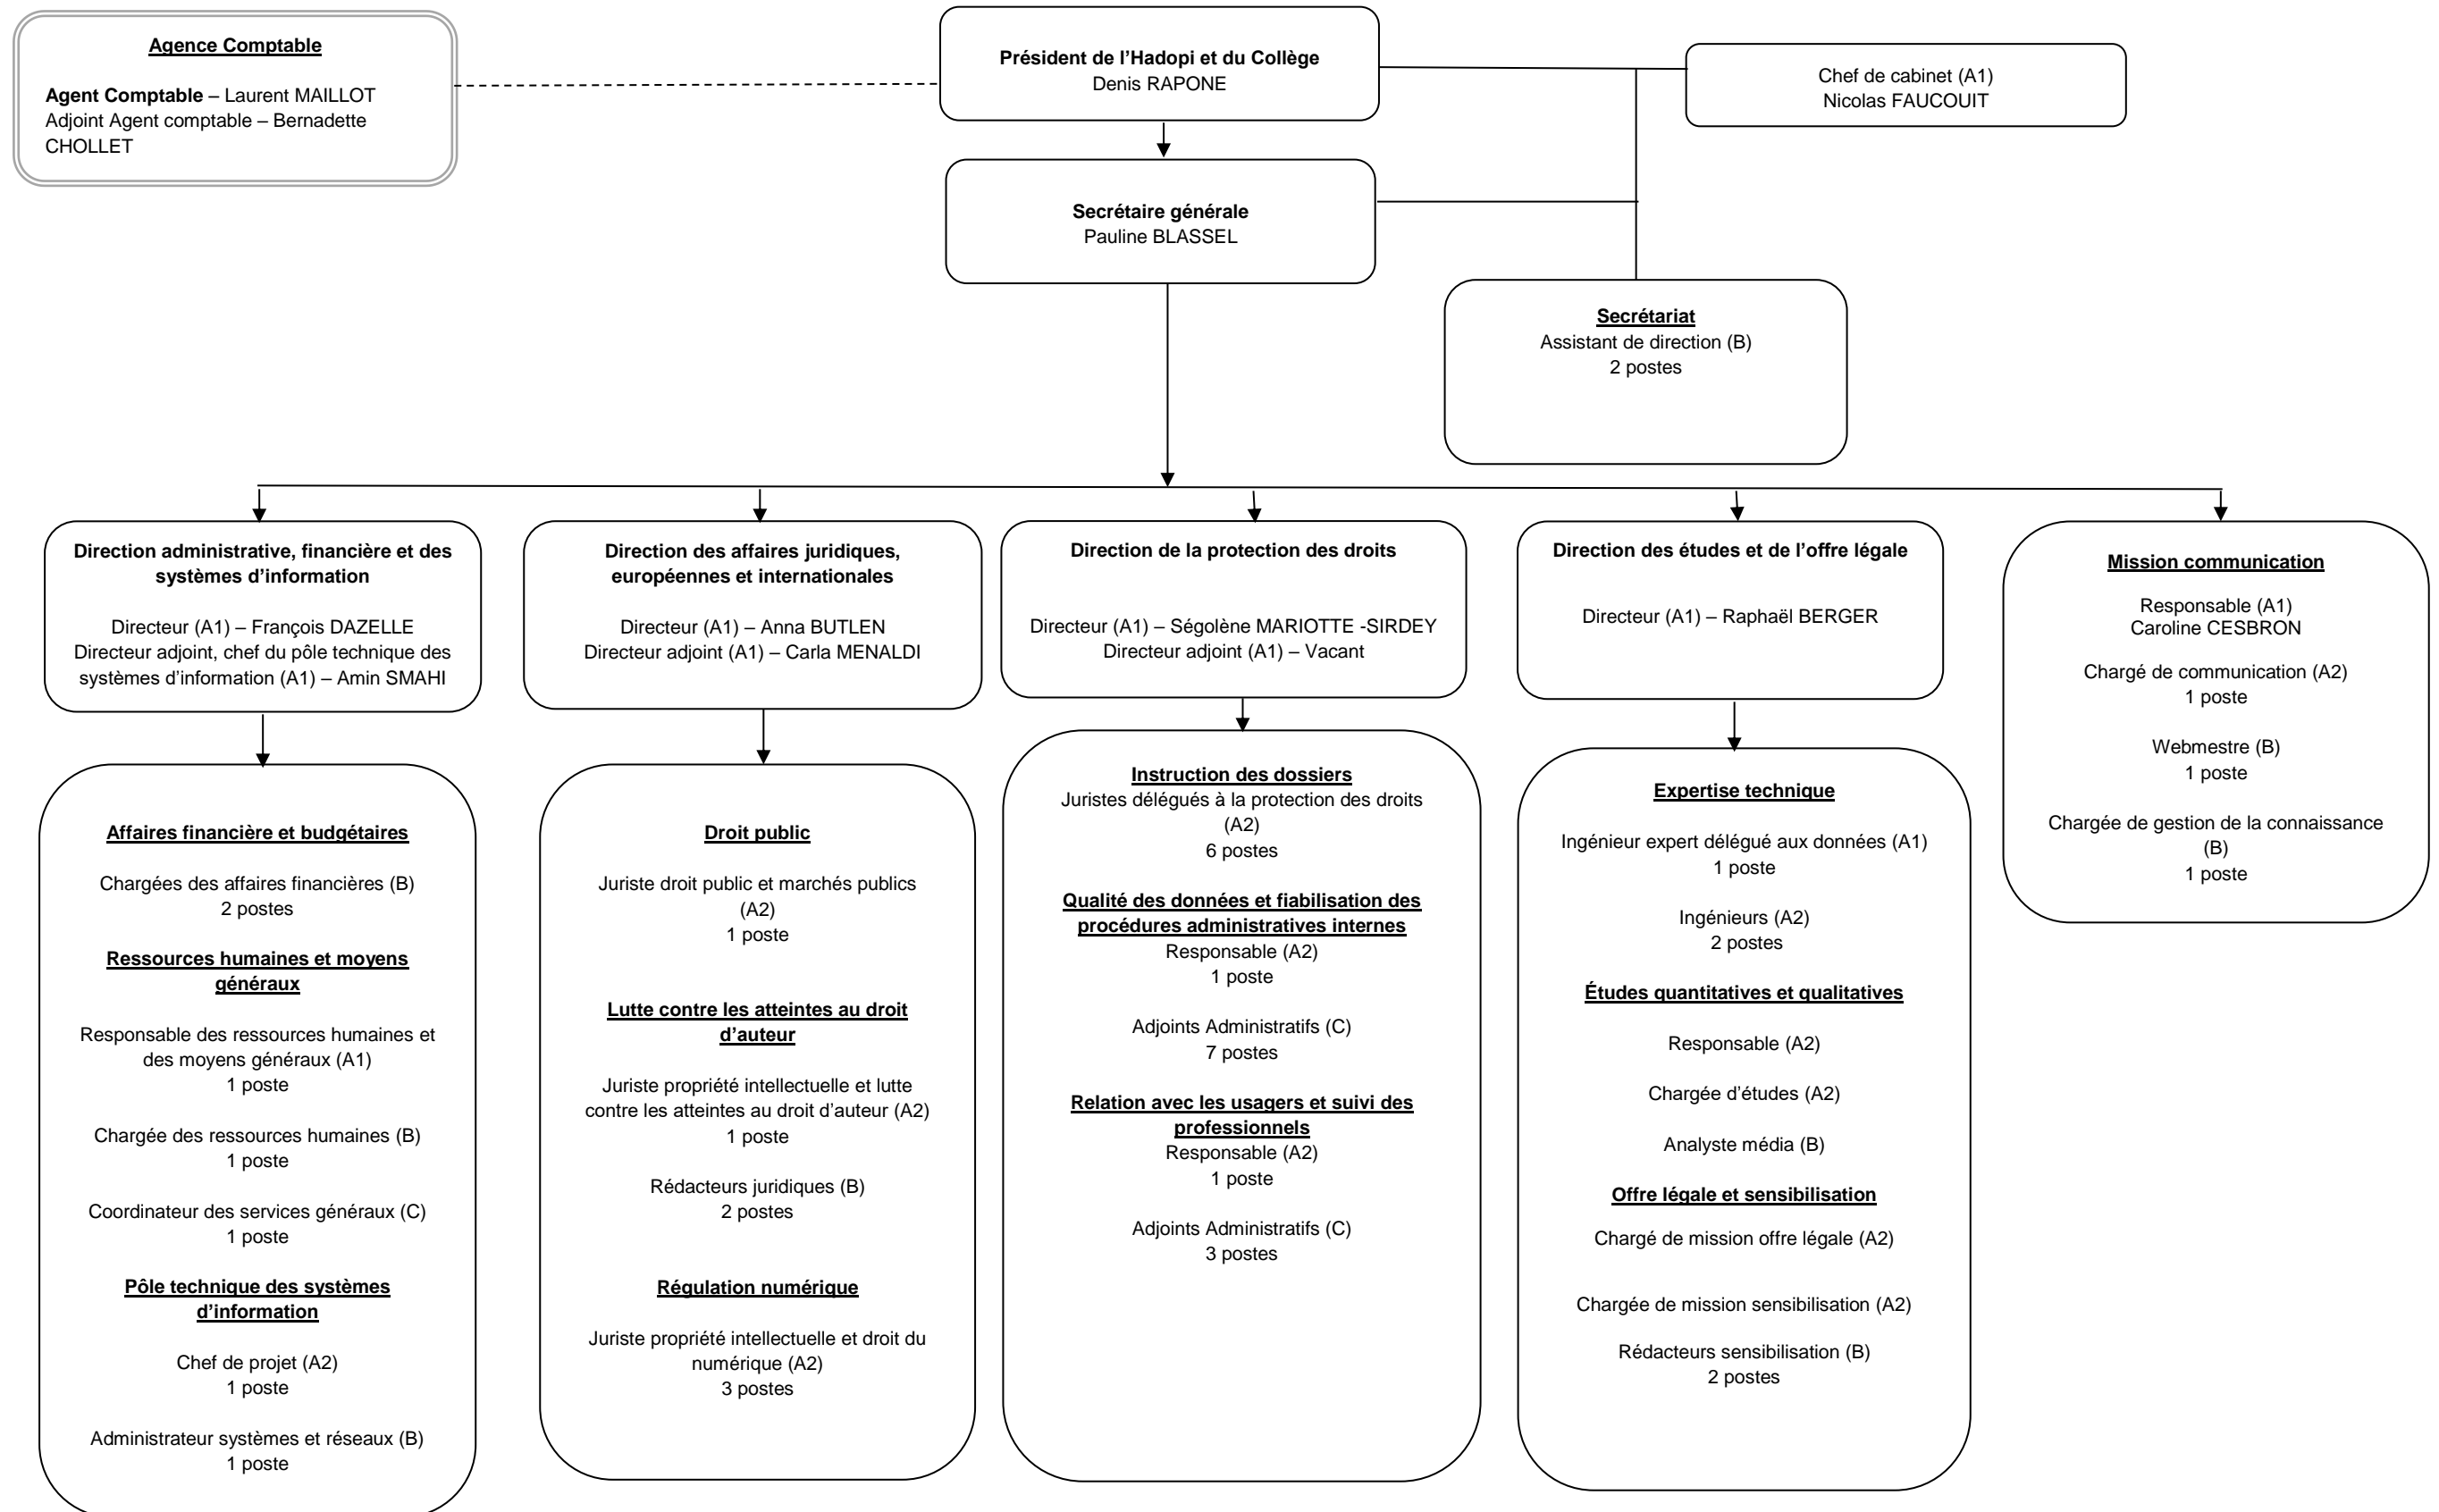 Agence Comptable
Agent Comptable – Laurent MAILLOT
Adjoint Agent comptable – Bernadette
CHOLLET
Président de l'Hadopi et du Collège
Denis RAPONE
Chef de cabinet (A1)
Nicolas FAUCOUIT
Secrétaire générale
Pauline BLASSEL
Secrétariat
Assistant de direction (B)
2 postes
Direction administrative, financière et des
systèmes d'information
Directeur (A1) – François DAZELLE
Directeur adjoint, chef du pôle technique des
systèmes d'information (A1) – Amin SMAHI
Direction des affaires juridiques,
européennes et internationales
Directeur (A1) – Anna BUTLEN
Directeur adjoint (A1) – Carla MENALDI
Direction de la protection des droits
Directeur (A1) – Ségolène MARIOTTE -SIRDEY
Directeur adjoint (A1) – Vacant
Direction des études et de l'offre légale
Directeur (A1) – Raphaël BERGER
Mission communication
Responsable (A1)
Caroline CESBRON
Chargé de communication (A2)
1 poste
Webmestre (B)
1 poste
Chargée de gestion de la connaissance
(B)
1 poste
Affaires financière et budgétaires
Chargées des affaires financières (B)
2 postes
Ressources humaines et moyens
généraux
Responsable des ressources humaines et
des moyens généraux (A1)
1 poste
Chargée des ressources humaines (B)
1 poste
Coordinateur des services généraux (C)
1 poste
Pôle technique des systèmes
d'information
Chef de projet (A2)
1 poste
Administrateur systèmes et réseaux (B)
1 poste
Droit public
Juriste droit public et marchés publics
(A2)
1 poste
Lutte contre les atteintes au droit
d'auteur
Juriste propriété intellectuelle et lutte
contre les atteintes au droit d'auteur (A2)
1 poste
Rédacteurs juridiques (B)
2 postes
Régulation numérique
Juriste propriété intellectuelle et droit du
numérique (A2)
3 postes
Instruction des dossiers
Juristes délégués à la protection des droits
(A2)
6 postes
Qualité des données et fiabilisation des
procédures administratives internes
Responsable (A2)
1 poste
Adjoints Administratifs (C)
7 postes
Relation avec les usagers et suivi des
professionnels
Responsable (A2)
1 poste
Adjoints Administratifs (C)
3 postes
Expertise technique
Ingénieur expert délégué aux données (A1)
1 poste
Ingénieurs (A2)
2 postes
Études quantitatives et qualitatives
Responsable (A2)
Chargée d'études (A2)
Analyste média (B)
Offre légale et sensibilisation
Chargé de mission offre légale (A2)
Chargée de mission sensibilisation (A2)
Rédacteurs sensibilisation (B)
2 postes